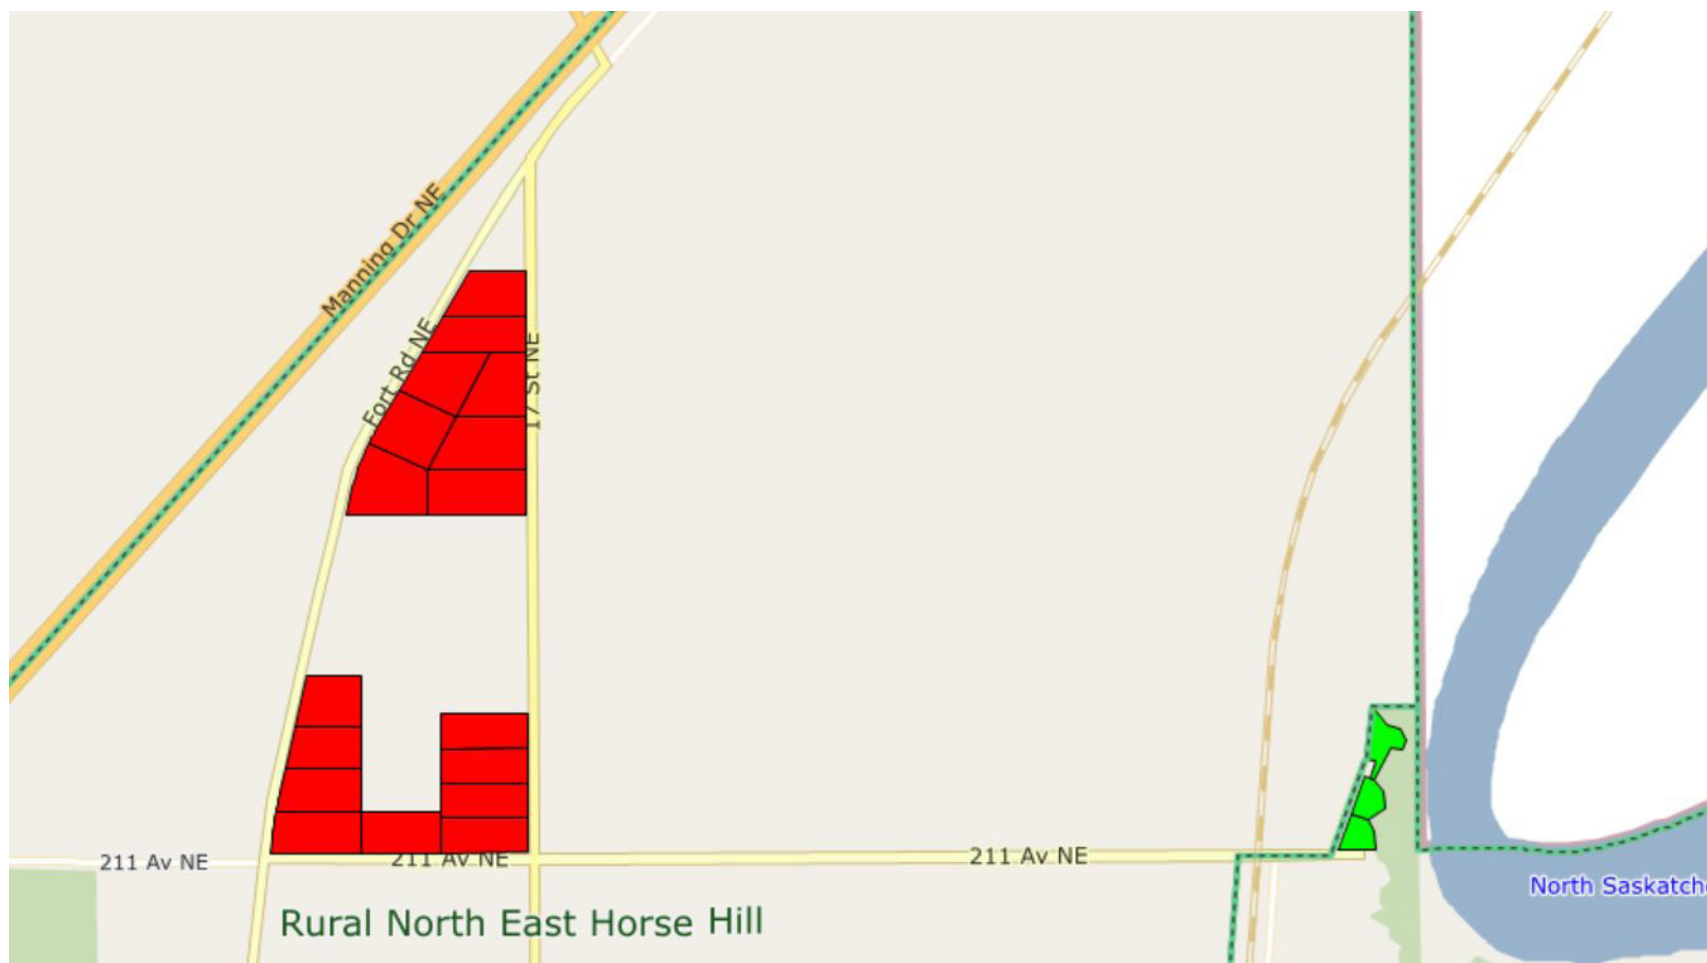 Manning Dr NE
Fort Rd NE
17 St NE
211 Av NE
211 Av NE
211 Av NE
North Saskatch
Rural North East Horse Hill